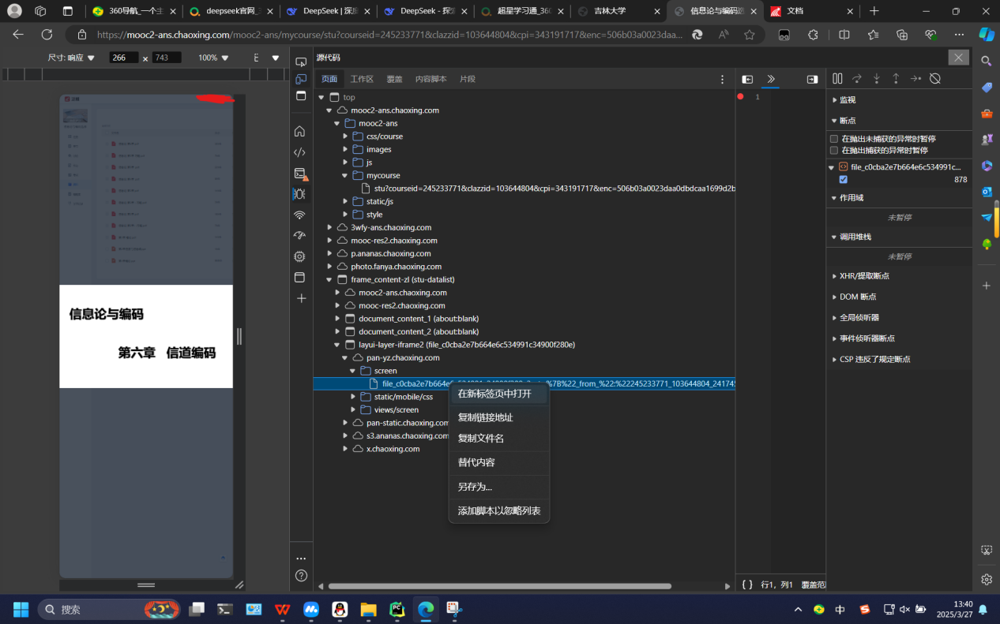 360导航_一个主
deepseek官网_
DeepSeek | 深度
DeepSeek - 探索
超星学习通_360
吉林大学
信息论与编码巡
文档
https://mooc2-ans.chaoxing.com/mooc2-ans/mycourse/stu?courseid=245233771&clazzid=103644804&cpi=343191717&enc=506b03a0023daa...
尺寸: 响应
266
x
743
100%
源代码
页面
工作区
覆盖
内容脚本
片段
top
mooc2-ans.chaoxing.com
mooc2-ans
css/course
images
js
mycourse
stu?courseid=245233771&clazzid=103644804&cpi=343191717&enc=506b03a0023daa0dbdcaa1699d2b
static/js
style
3wfy-ans.chaoxing.com
mooc-res2.chaoxing.com
p.ananas.chaoxing.com
photo.fanya.chaoxing.com
frame_content-zl (stu-datalist)
mooc2-ans.chaoxing.com
mooc-res2.chaoxing.com
document_content_1 (about:blank)
document_content_2 (about:blank)
layui-layer-iframe2 (file_c0cba2e7b664e6c534991c34900f280e)
pan-yz.chaoxing.com
screen
static/mobile/css
views/screen
pan-static.chaoxing.com
s3.ananas.chaoxing.com
x.chaoxing.com
在新标签页中打开
复制链接地址
复制文件名
替代内容
另存为...
添加脚本以忽略列表
信息论与编码
第六章 信道编码
1
{ } 行1, 列1 覆盖范
监视
断点
在抛出未捕获的异常时暂停
在抛出捕获的异常时暂停
file_c0cba2e7b664e6c534991c...
878
作用域
未暂停
调用堆栈
未暂停
XHR/提取断点
DOM 断点
全局侦听器
事件侦听器断点
CSP 违反了规定断点
搜索
中
13:40
2025/3/27